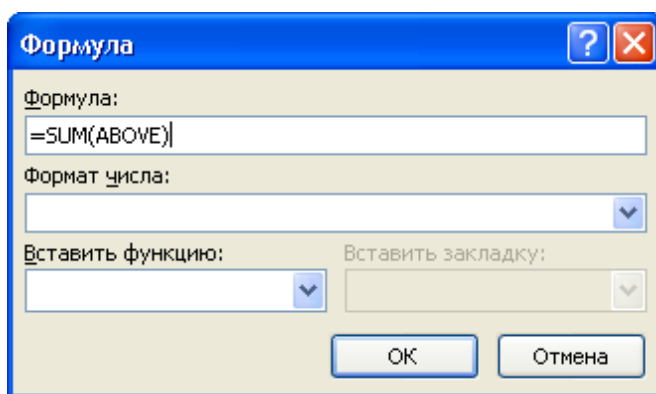 Формула
Формула:
=SUM(ABOVE)
Формат числа:
Вставить функцию:
Вставить закладку:
ОК
Отмена